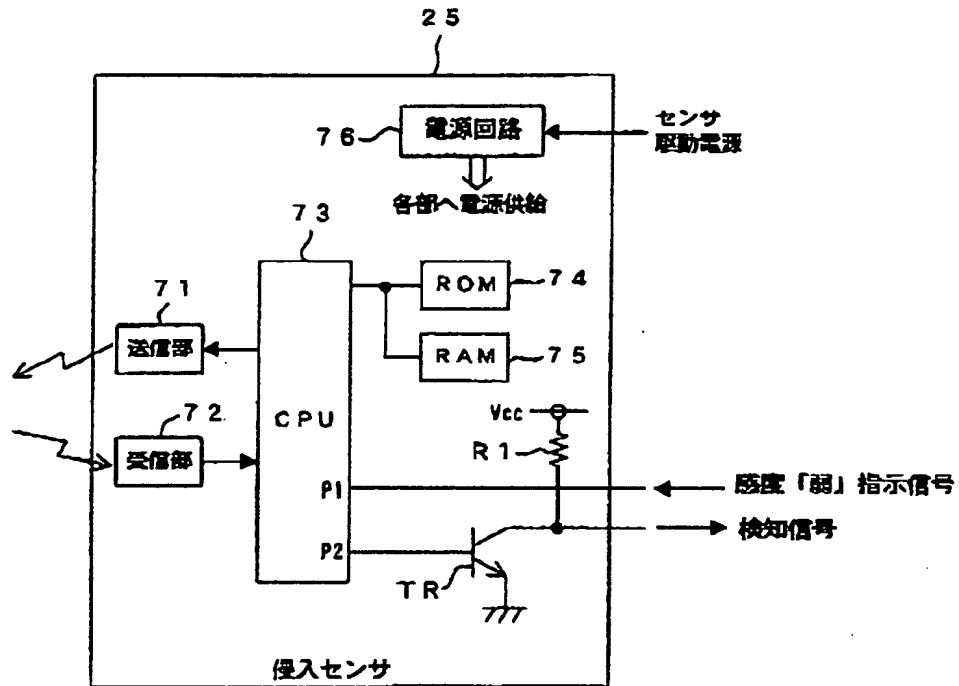 25
電源回路
76
センサ
駆動電源
各部へ電源供給
73
ROM
74
71
送信部
RAM
75
CPU
Vcc
72
受信部
R1
P1
感度「弱」指示信号
P2
検知信号
TR
侵入センサ